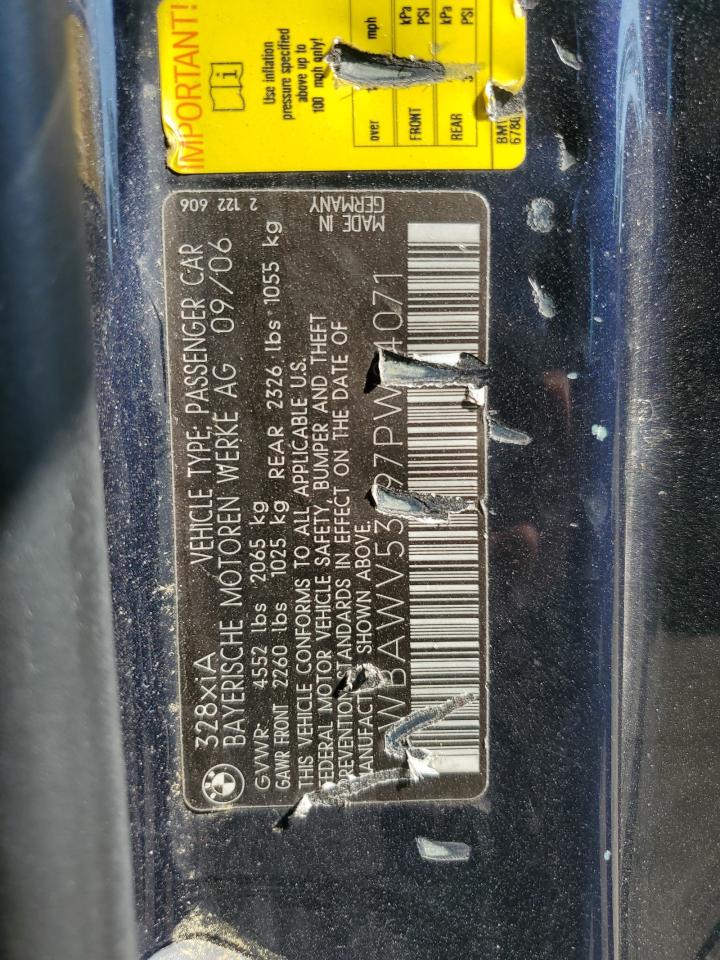 IMPORTANT!
Use inflation
pressure specified
above up to
100 mph only!
over mph
kPa
PSI
FRONT
kPa
PSI
REAR
328xiA VEHICLE TYPE: PASSENGER CAR 2 122 606
BAYERISCHE MOTOREN WERKE AG 09/06
GVWR: 4552 lbs 2065 kg
GAWR FRONT 2260 lbs 1025 kg REAR 2326 lbs 1055 kg
THIS VEHICLE CONFORMS TO ALL APPLICABLE U.S.
FEDERAL MOTOR VEHICLE SAFETY, BUMPER AND THEFT
PREVENTION STANDARDS IN EFFECT ON THE DATE OF
MANUFACTURE SHOWN ABOVE.
MADE IN
GERMANY